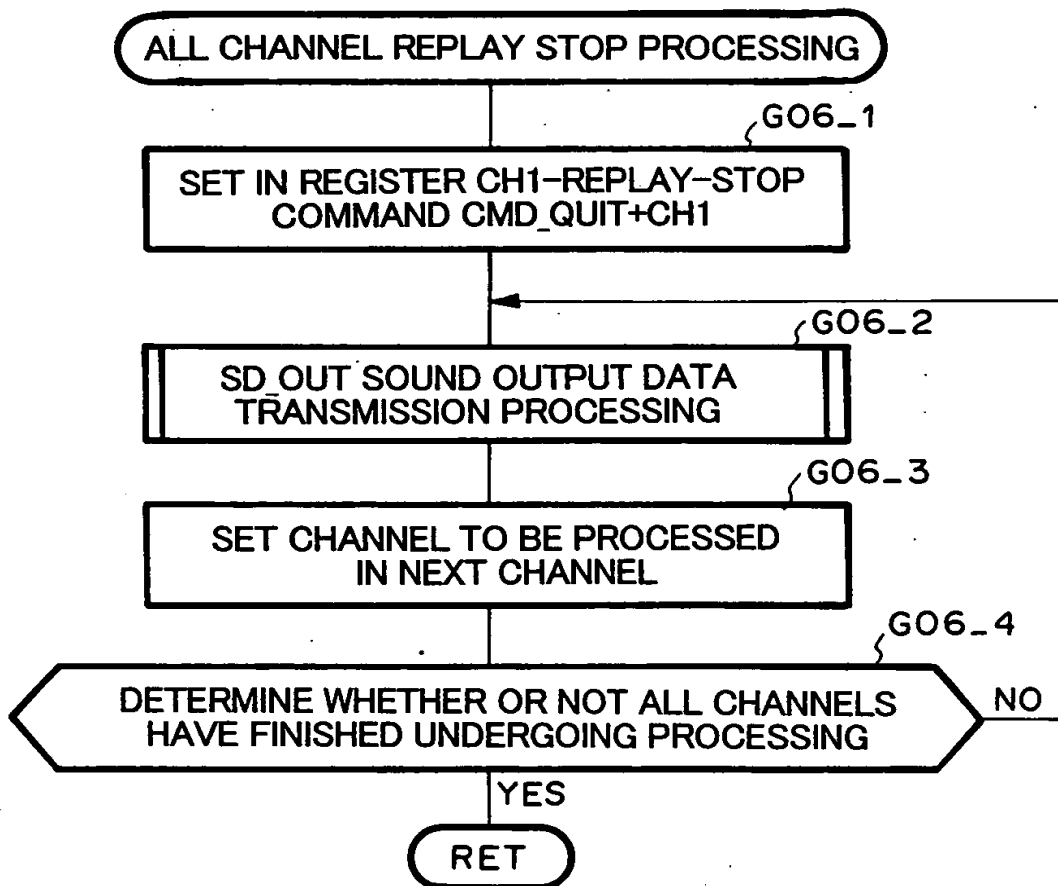 ALL CHANNEL REPLAY STOP PROCESSING
G06_1
SET IN REGISTER CH1-REPLAY-STOP
COMMAND CMD_QUIT+CH1
G06_2
SD_OUT SOUND OUTPUT DATA
TRANSMISSION PROCESSING
G06_3
SET CHANNEL TO BE PROCESSED
IN NEXT CHANNEL
G06_4
DETERMINE WHETHER OR NOT ALL CHANNELS
HAVE FINISHED UNDERGOING PROCESSING
NO
YES
RET